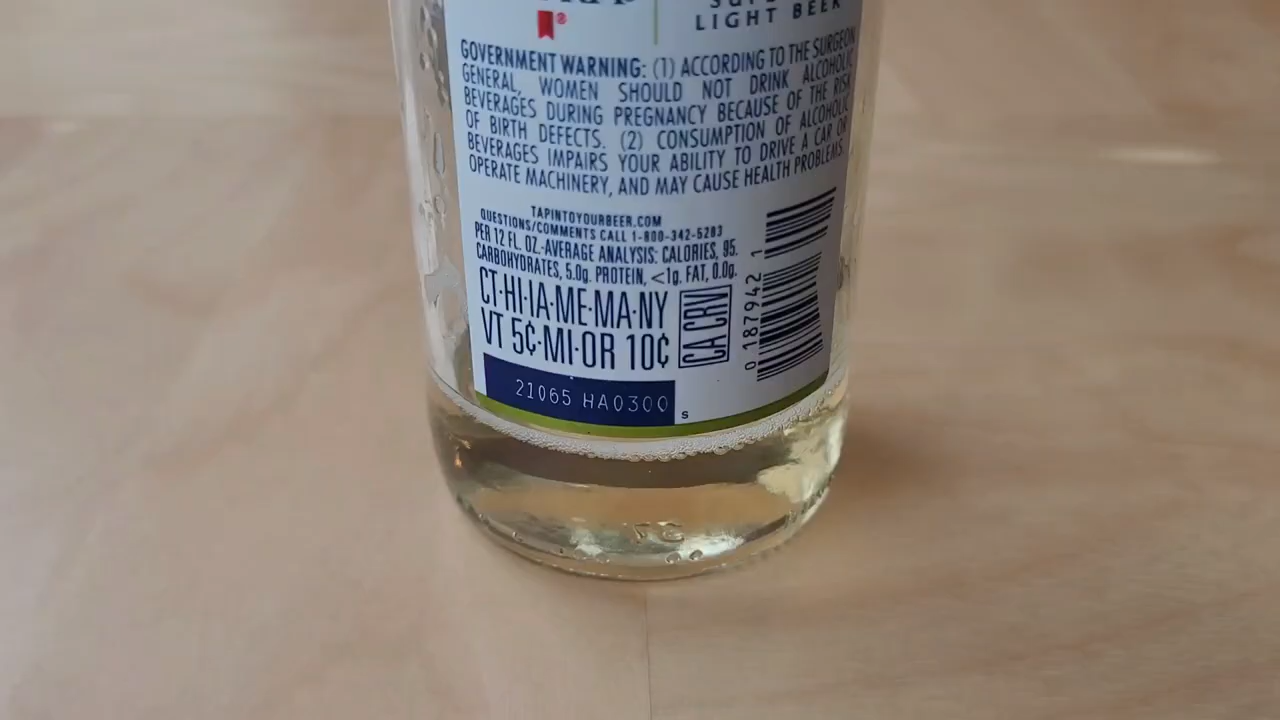 LIGHT BEER
GOVERNMENT WARNING: (1) ACCORDING TO THE SURGEON
GENERAL, WOMEN SHOULD NOT DRINK ALCOHOLIC
BEVERAGES DURING PREGNANCY BECAUSE OF THE RISK
OF BIRTH DEFECTS. (2) CONSUMPTION OF ALCOHOLIC
BEVERAGES IMPAIRS YOUR ABILITY TO DRIVE A CAR OR
OPERATE MACHINERY, AND MAY CAUSE HEALTH PROBLEMS.
TAPINTOYOURBEER.COM
QUESTIONS/COMMENTS CALL 1-800-342-5283
PER 12 FL. OZ.-AVERAGE ANALYSIS: CALORIES, 95.
CARBOHYDRATES, 5.0g. PROTEIN, <1g. FAT, 0.0g.
CT·HI·IA·ME·MA·NY
VT 5¢·MI·OR 10¢
CA CRV
0 187942 1
21065 HA0300
S